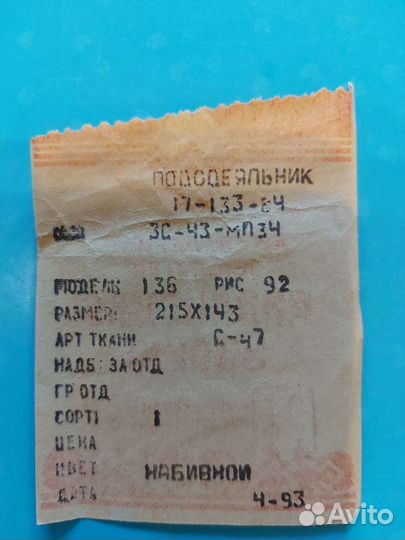 ПОДОДЕЯЛЬНИК
17-133-84
30-43-МП34
МОДЕЛЬ 136 РИС 92
РАЗМЕР: 215Х143
АРТ ТКАНИ С-47
НАДБ: ЗА ОТД
ГР ОТД
СОРТ: 1
ЦЕНА
ЦВЕТ НАБИВНОЙ
ДАТА 4-93
Avito